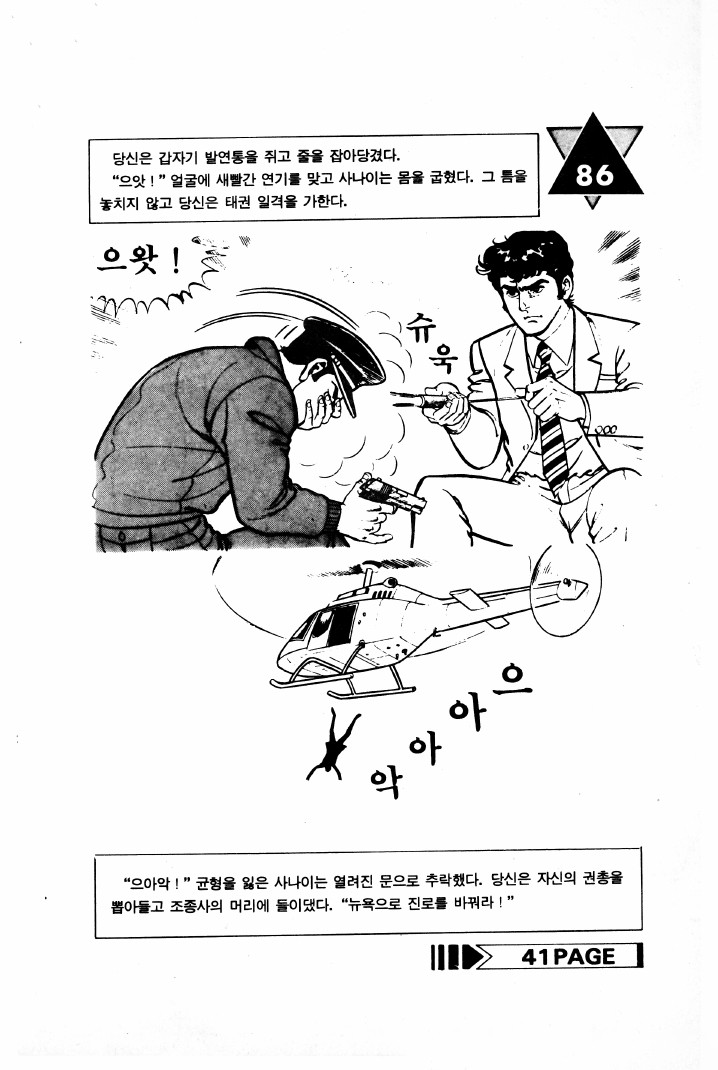 86
당신은 갑자기 발연통을 쥐고 줄을 잡아당겼다.
“으앗 ! ” 얼굴에 새빨간 연기를 맞고 사나이는 몸을 굽혔다. 그 틈을
놓치지 않고 당신은 태권 일격을 가한다.
으왓 !
슈
욱
으
아
아
악
“으아악 ! ” 균형을 잃은 사나이는 열려진 문으로 추락했다. 당신은 자신의 권총을
뽑아들고 조종사의 머리에 들이댔다. “뉴욕으로 진로를 바꿔라 ! ”
41PAGE